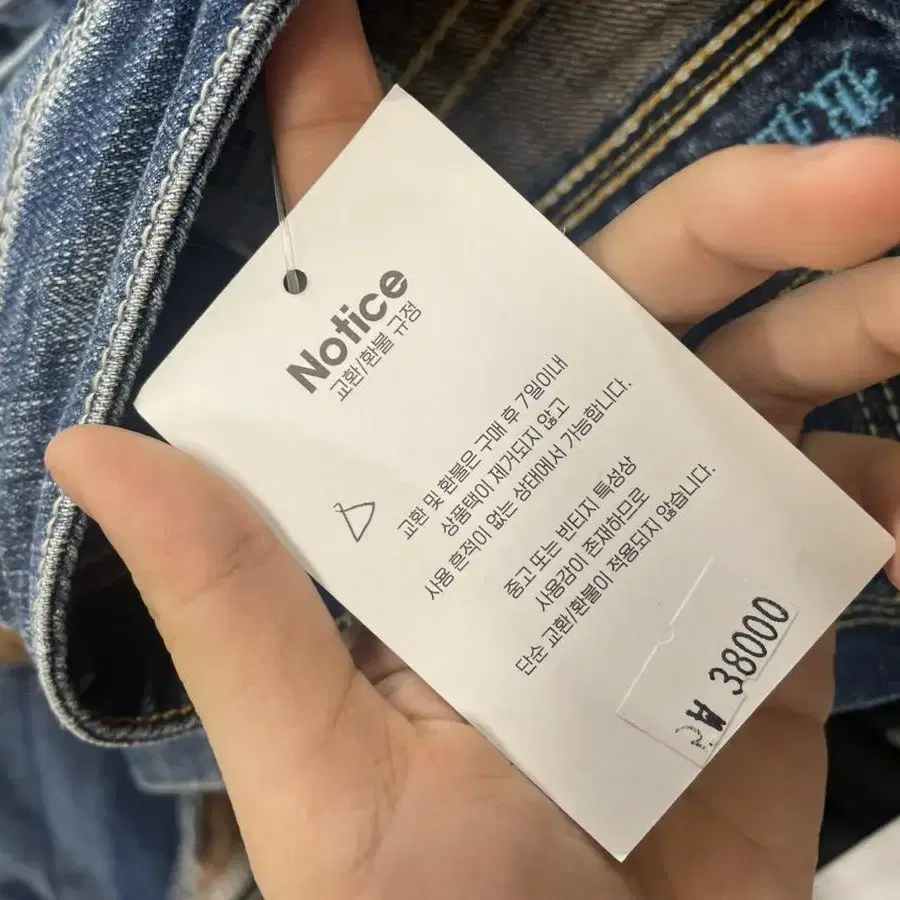 Notice
교환/환불 규정
교환 및 환불은 구매 후 7일이내
상품택이 제거되지 않고
사용 흔적이 없는 상태에서 가능합니다.
중고 또는 빈티지 특성상
사용감이 존재하므로
단순 교환/환불이 적용되지 않습니다.
₩ 38000